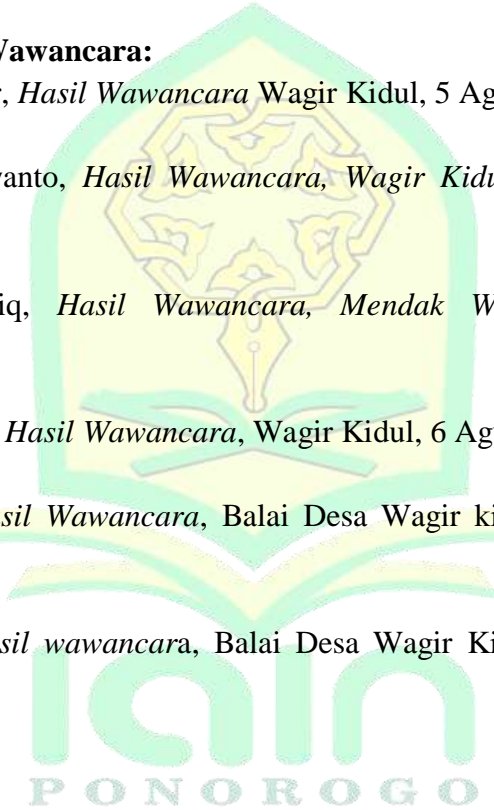 Wawancara:
, Hasil Wawancara Wagir Kidul, 5 Ag
anto, Hasil Wawancara, Wagir Kidu
iq, Hasil Wawancara, Mendak W
Hasil Wawancara, Wagir Kidul, 6 Ag
sil Wawancara, Balai Desa Wagir ki
sil wawancara, Balai Desa Wagir Ki
iain
PONOROGO